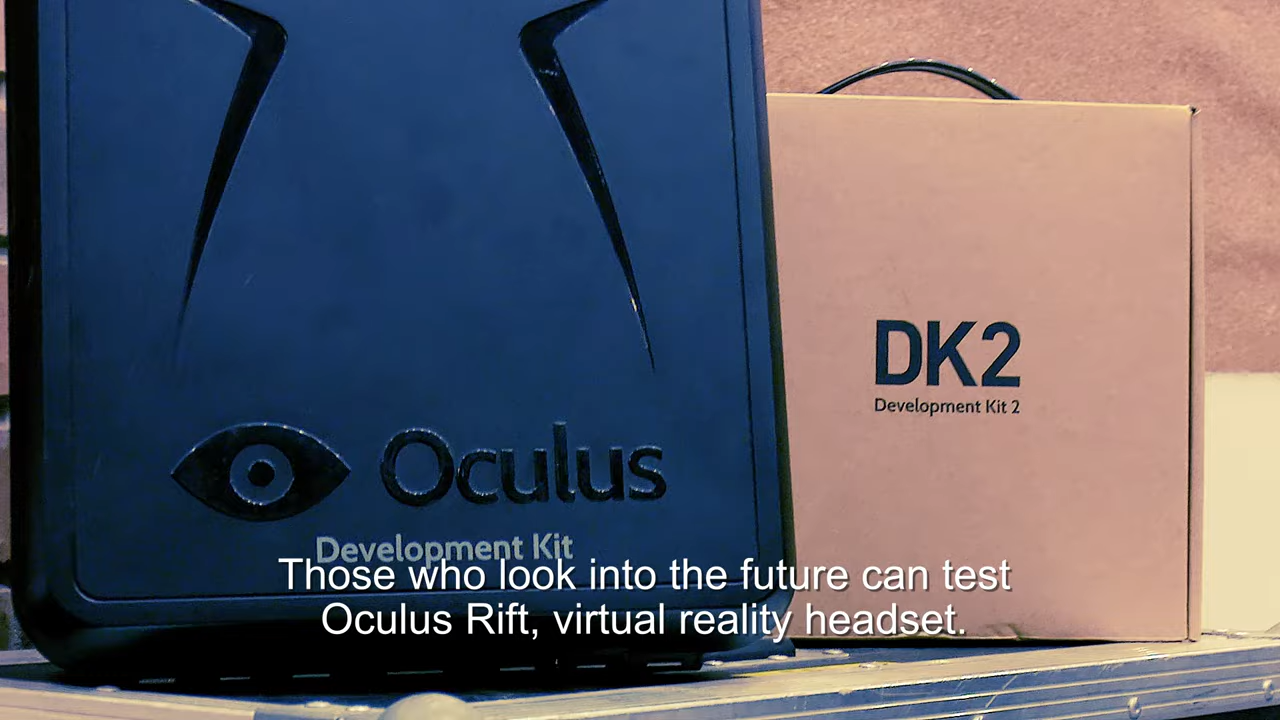 Oculus
Development Kit
DK2
Development Kit 2
Those who look into the future can test
Oculus Rift, virtual reality headset.